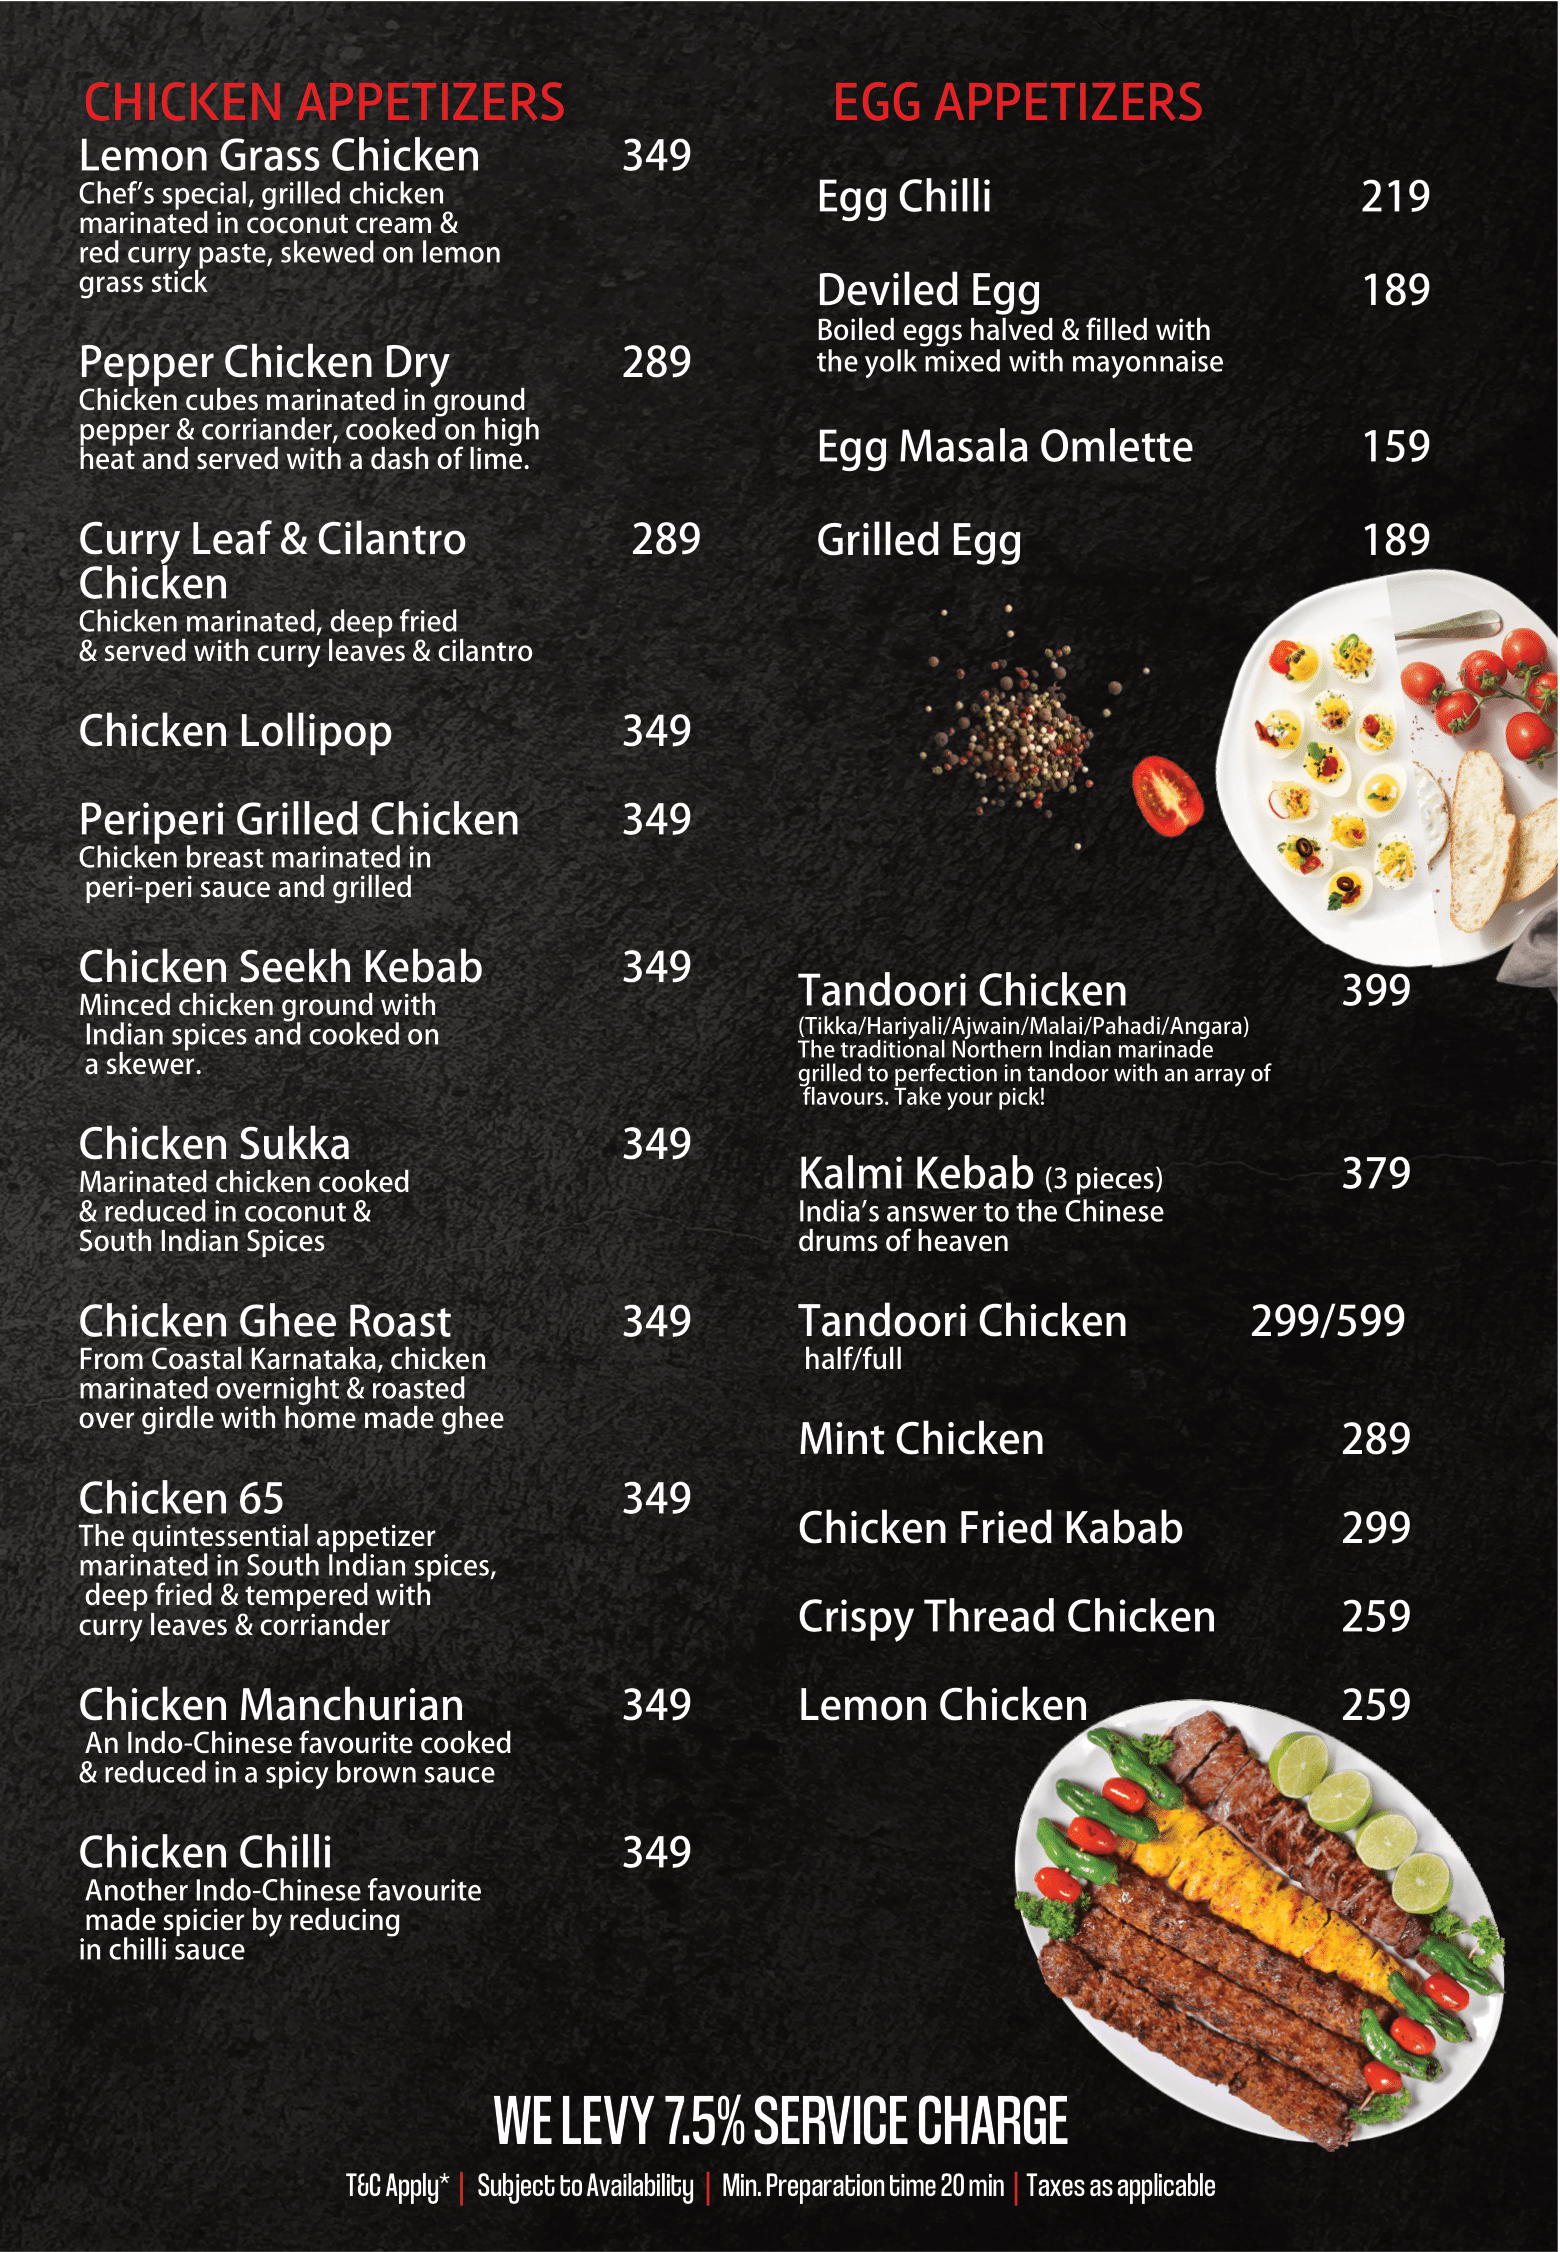 CHICKEN APPETIZERS
Lemon Grass Chicken 349
Chef's special, grilled chicken
marinated in coconut cream &
red curry paste, skewed on lemon
grass stick
Pepper Chicken Dry 289
Chicken cubes marinated in ground
pepper & corriander, cooked on high
heat and served with a dash of lime.
Curry Leaf & Cilantro 289
Chicken
Chicken marinated, deep fried
& served with curry leaves & cilantro
Chicken Lollipop 349
Periperi Grilled Chicken 349
Chicken breast marinated in
peri-peri sauce and grilled
Chicken Seekh Kebab 349
Minced chicken ground with
Indian spices and cooked on
a skewer.
Chicken Sukka 349
Marinated chicken cooked
& reduced in coconut &
South Indian Spices
Chicken Ghee Roast 349
From Coastal Karnataka, chicken
marinated overnight & roasted
over girdle with home made ghee
Chicken 65 349
The quintessential appetizer
marinated in South Indian spices,
deep fried & tempered with
curry leaves & corriander
Chicken Manchurian 349
An Indo-Chinese favourite cooked
& reduced in a spicy brown sauce
Chicken Chilli 349
Another Indo-Chinese favourite
made spicier by reducing
in chilli sauce
EGG APPETIZERS
Egg Chilli 219
Deviled Egg 189
Boiled eggs halved & filled with
the yolk mixed with mayonnaise
Egg Masala Omlette 159
Grilled Egg 189
Tandoori Chicken 399
(Tikka/Hariyali/Ajwain/Malai/Pahadi/Angara)
The traditional Northern Indian marinade
grilled to perfection in tandoor with an array of
flavours. Take your pick!
Kalmi Kebab (3 pieces) 379
India's answer to the Chinese
drums of heaven
Tandoori Chicken 299/599
half/full
Mint Chicken 289
Chicken Fried Kabab 299
Crispy Thread Chicken 259
Lemon Chicken 259
WE LEVY 7.5% SERVICE CHARGE
T&C Apply* | Subject to Availability | Min. Preparation time 20 min | Taxes as applicable